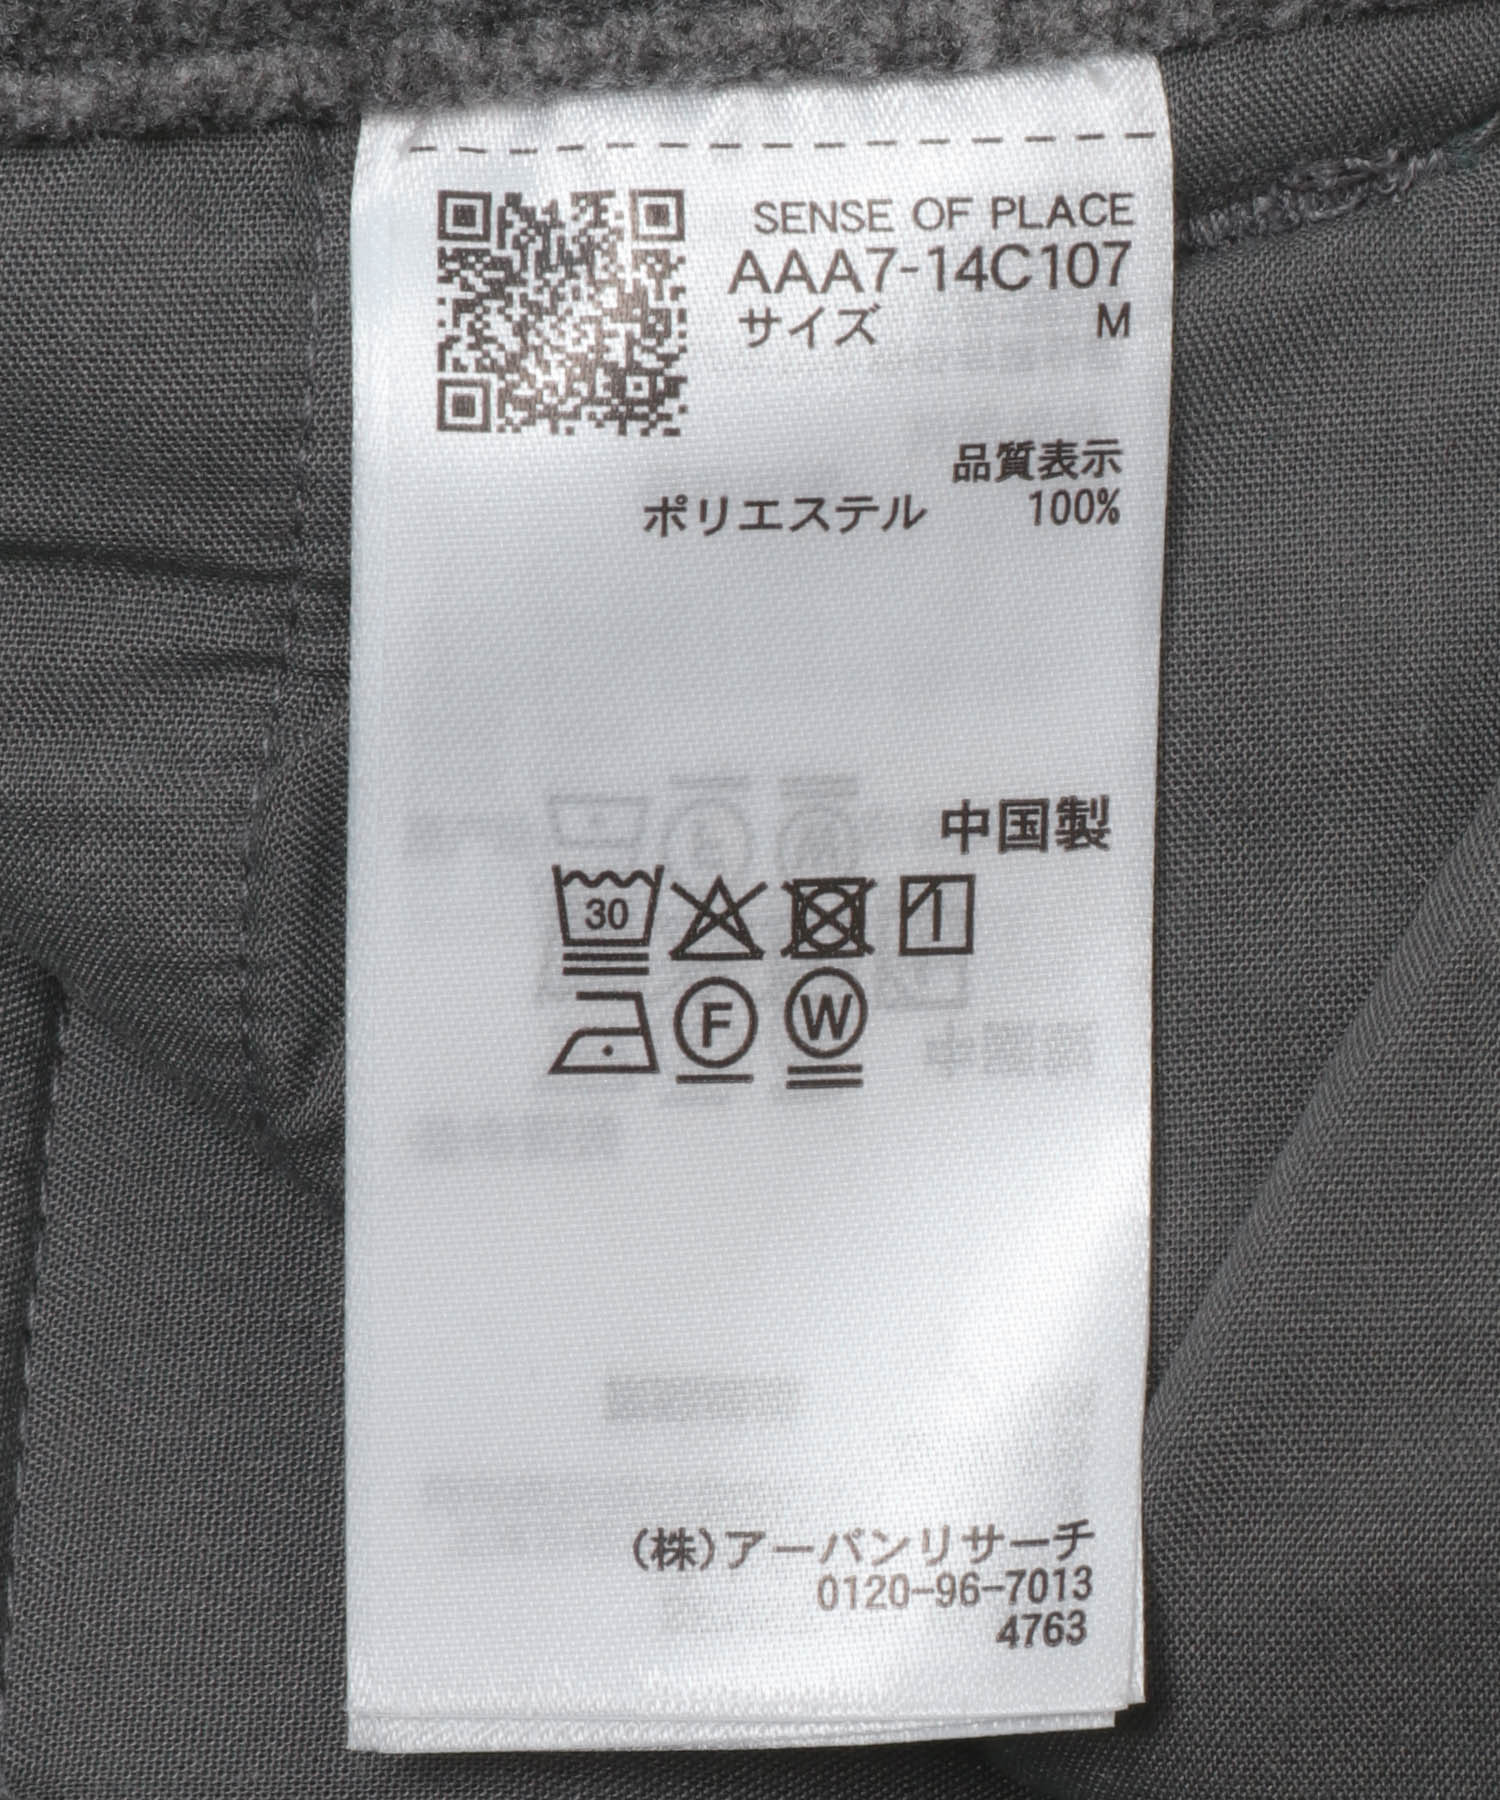 SENSE OF PLACE
AAA7-14C107
サイズ M
品質表示
ポリエステル 100%
中国製
30
F W
(株)アーバンリサーチ
0120-96-7013
4763